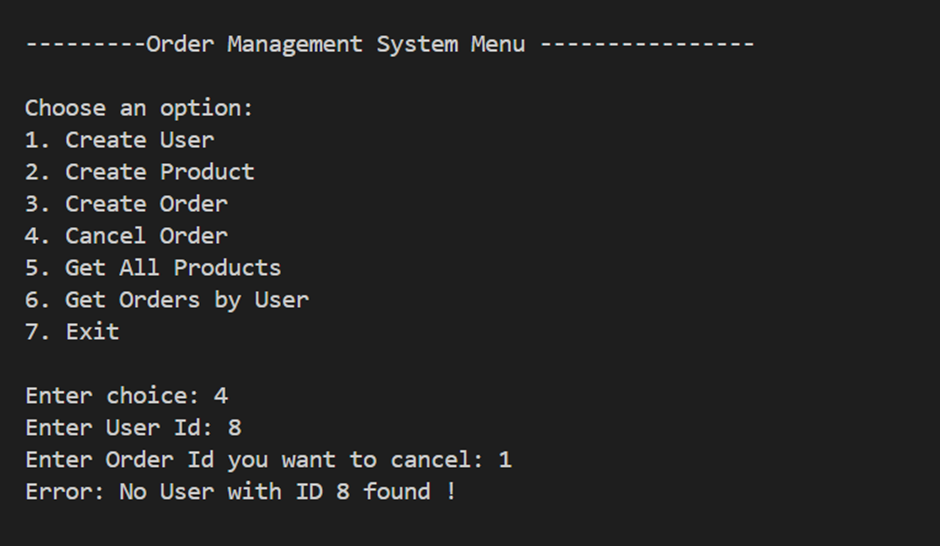 ---------Order Management System Menu ----------------
Choose an option:
1. Create User
2. Create Product
3. Create Order
4. Cancel Order
5. Get All Products
6. Get Orders by User
7. Exit
Enter choice: 4
Enter User Id: 8
Enter Order Id you want to cancel: 1
Error: No User with ID 8 found !